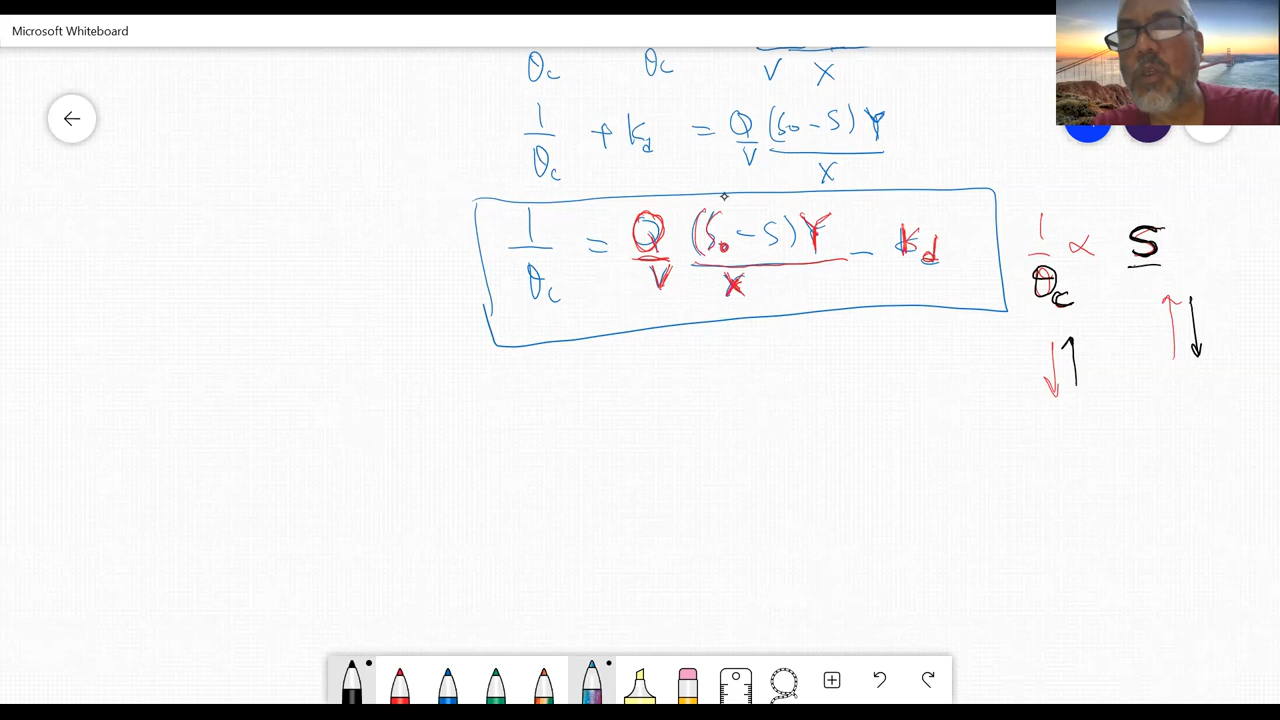 Microsoft Whiteboard
θc θc V X
1/θc + Kd = Q/V (So - S) Y / X
1/θc = Q/V (So - S) Y / X - Kd
1/θc ∝ S